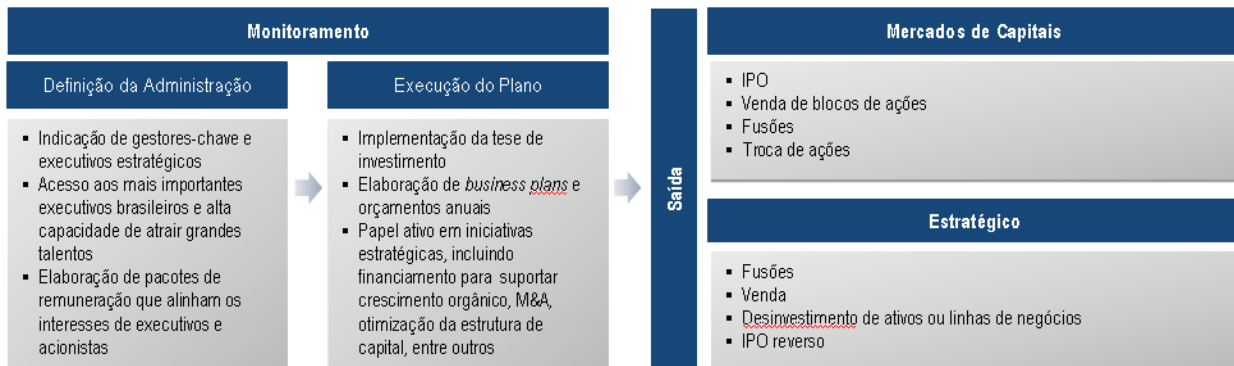 Monitoramento
Definição da Administração
▪ Indicação de gestores-chave e
executivos estratégicos
▪ Acesso aos mais importantes
executivos brasileiros e alta
capacidade de atrair grandes
talentos
▪ Elaboração de pacotes de
remuneração que alinham os
interesses de executivos e
acionistas
Execução do Plano
▪ Implementação da tese de
investimento
▪ Elaboração de business plans e
orçamentos anuais
▪ Papel ativo em iniciativas
estratégicas, incluindo
financiamento para suportar
crescimento orgânico, M&A,
otimização da estrutura de
capital, entre outros
Saída
Mercados de Capitais
▪ IPO
▪ Venda de blocos de ações
▪ Fusões
▪ Troca de ações
Estratégico
▪ Fusões
▪ Venda
▪ Desinvestimento de ativos ou linhas de negócios
▪ IPO reverso